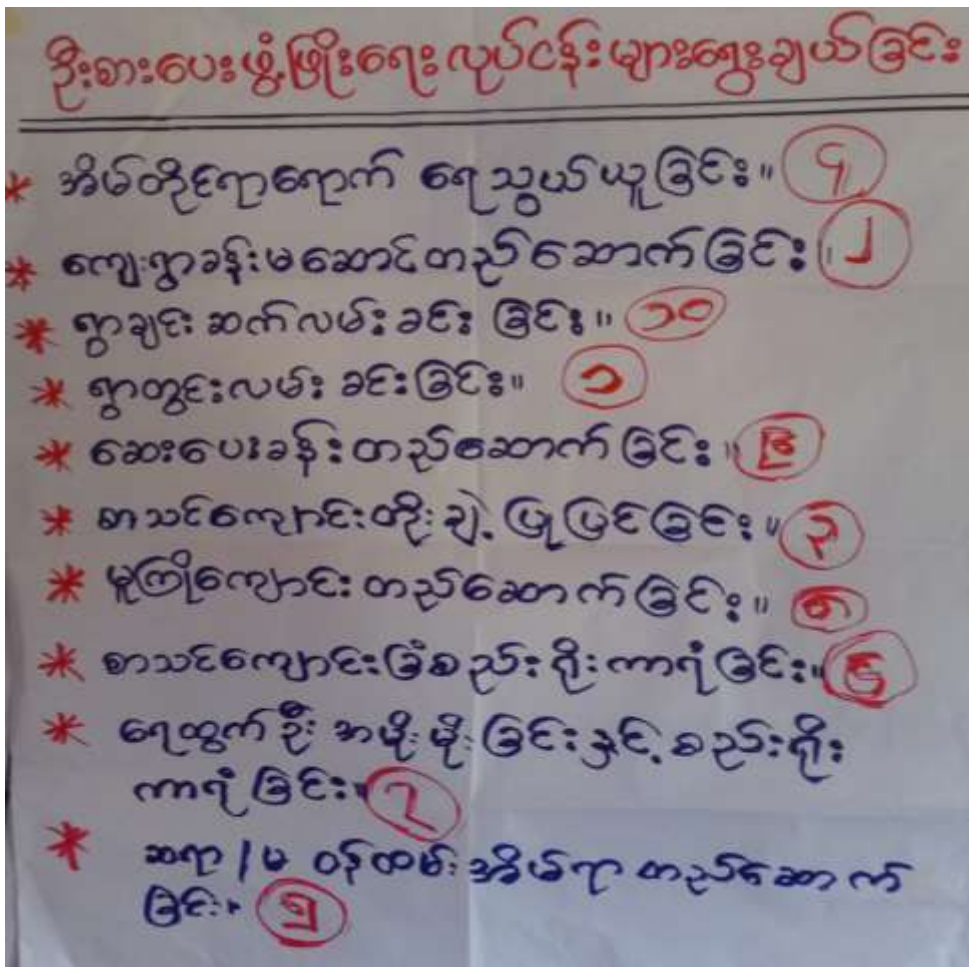 ဦးစားပေးဖွံ့ဖြိုးရေးလုပ်ငန်းများရွေးချယ်ခြင်း
* အိမ်တိုင်ရာရောက် ရေသွယ်ယူခြင်း။ ၄
* ကျေးရွာခန်းမဆောင်တည်ဆောက်ခြင်း။ ၂
* ရွာချင်းဆက်လမ်းခင်းခြင်း။ ၁၀
* ရွာတွင်းလမ်းခင်းခြင်း။ ၁
* ဆေးပေးခန်းတည်ဆောက်ခြင်း။
* စာသင်ကျောင်းတိုးချဲ့ပြုပြင်ခြင်း။ ၃
* မူကြိုကျောင်းတည်ဆောက်ခြင်း။ ၈
* စာသင်ကျောင်းခြံစည်းရိုးကာရံခြင်း။
* ရေထွက်ဦးအမိုးမိုးခြင်းနှင့်စည်းရိုး
ကာရံခြင်း။ ၇
* ဆရာ/မ ဝန်ထမ်းအိမ်ရာတည်ဆောက်
ခြင်း။ ၅